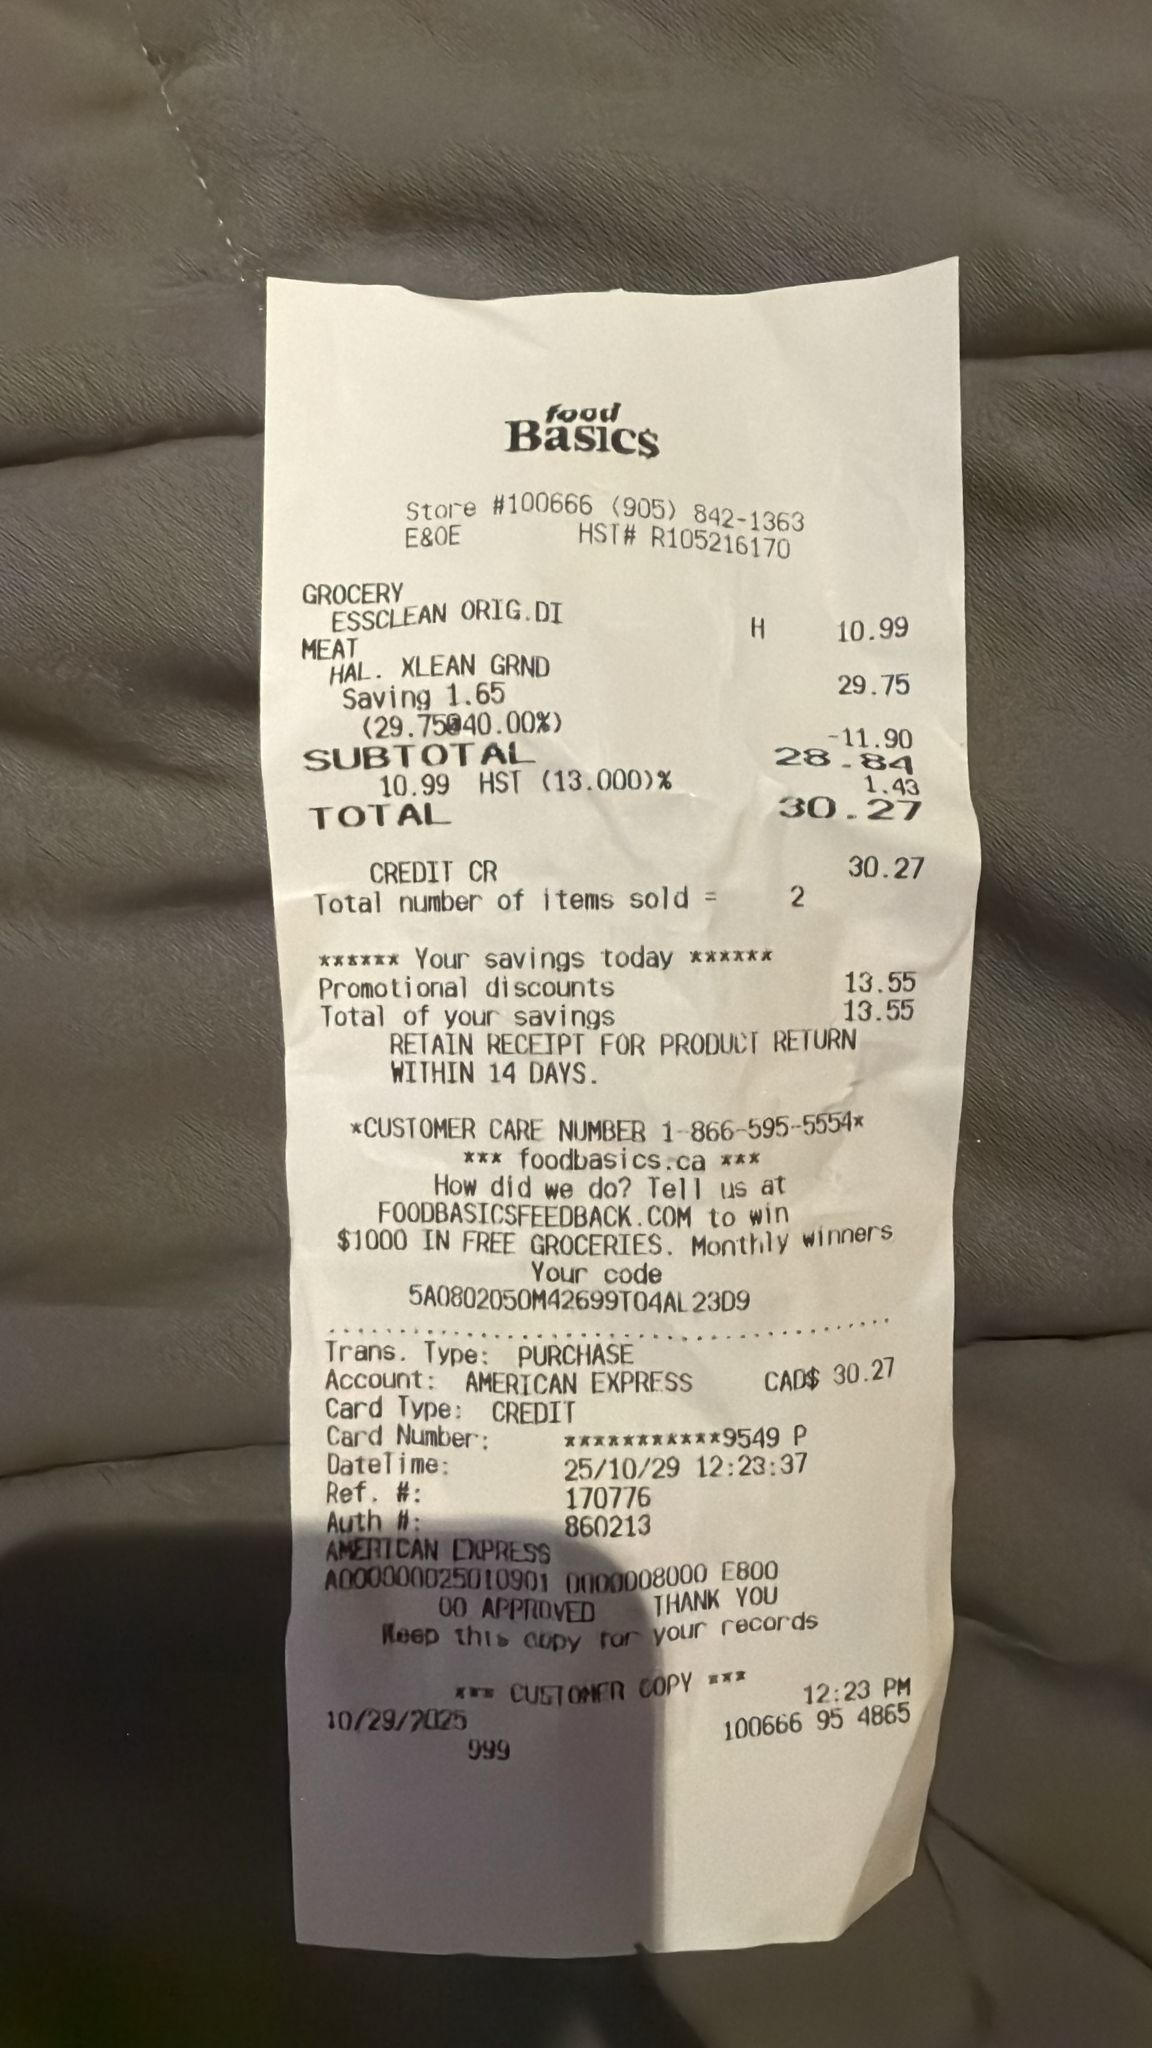 food
Basic$
Store #100666 (905) 842-1363
E&OE HST# R105216170
GROCERY
ESSCLEAN ORIG.DI H 10.99
MEAT
HAL. XLEAN GRND 29.75
Saving 1.65
(29.75@40.00%) -11.90
SUBTOTAL 28.84
10.99 HST (13.000)% 1.43
TOTAL 30.27
CREDIT CR 30.27
Total number of items sold = 2
****** Your savings today ******
Promotional discounts 13.55
Total of your savings 13.55
RETAIN RECEIPT FOR PRODUCT RETURN
WITHIN 14 DAYS.
*CUSTOMER CARE NUMBER 1-866-595-5554*
*** foodbasics.ca ***
How did we do? Tell us at
FOODBASICSFEEDBACK.COM to win
$1000 IN FREE GROCERIES. Monthly winners
Your code
5A080205OM42699T04AL23D9
Trans. Type: PURCHASE
Account: AMERICAN EXPRESS CAD$ 30.27
Card Type: CREDIT
Card Number: ***********9549 P
DateTime: 25/10/29 12:23:37
Ref. #: 170776
Auth #: 860213
AMERICAN EXPRESS
A000000025010901 0000008000 E800
00 APPROVED THANK YOU
Keep this copy for your records
*** CUSTOMER COPY ***
12:23 PM
10/29/2025 100666 95 4865
999